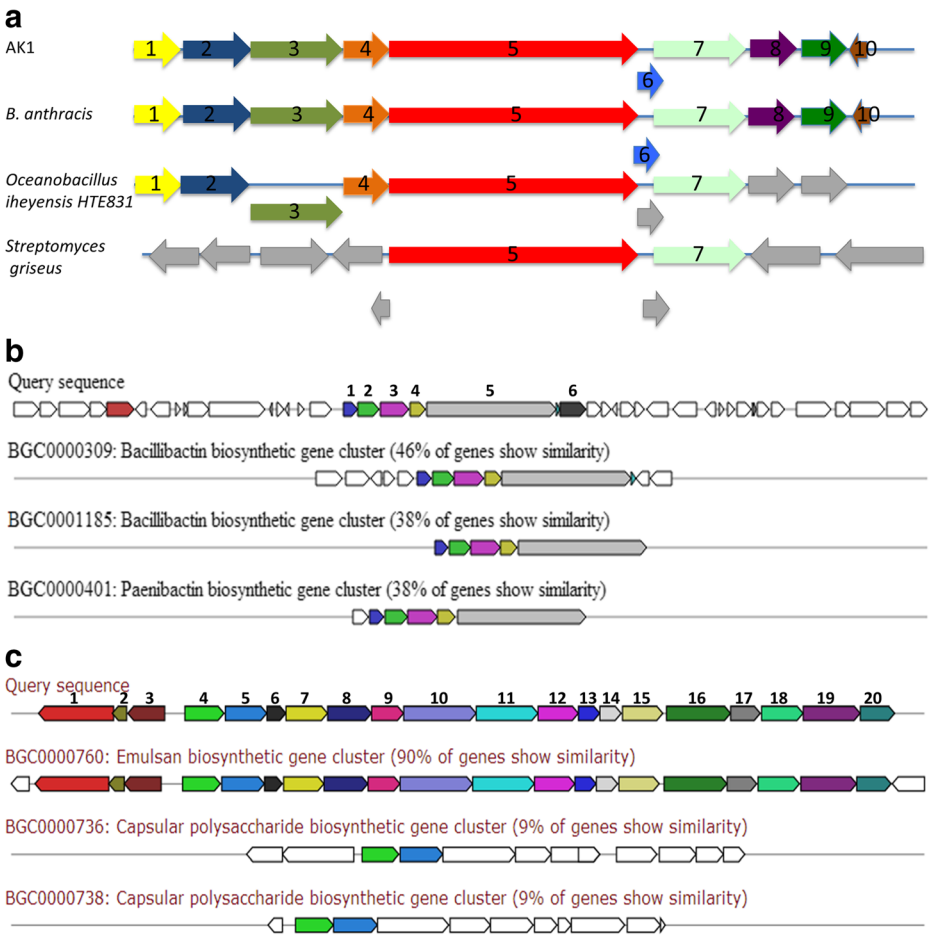 a
AK1
1 2 3 4 5 7 8 9 10
6
B. anthracis
1 2 3 4 5 7 8 9 10
6
Oceanobacillus
iheyensis HTE831
1 2 4 5 7
3
Streptomyces
griseus
5 7
b
Query sequence
1 2 3 4 5 6
BGC0000309: Bacillibactin biosynthetic gene cluster (46% of genes show similarity)
BGC0001185: Bacillibactin biosynthetic gene cluster (38% of genes show similarity)
BGC0000401: Paenibactin biosynthetic gene cluster (38% of genes show similarity)
c
Query sequence
1 2 3 4 5 6 7 8 9 10 11 12 13 14 15 16 17 18 19 20
BGC0000760: Emulsan biosynthetic gene cluster (90% of genes show similarity)
BGC0000736: Capsular polysaccharide biosynthetic gene cluster (9% of genes show similarity)
BGC0000738: Capsular polysaccharide biosynthetic gene cluster (9% of genes show similarity)